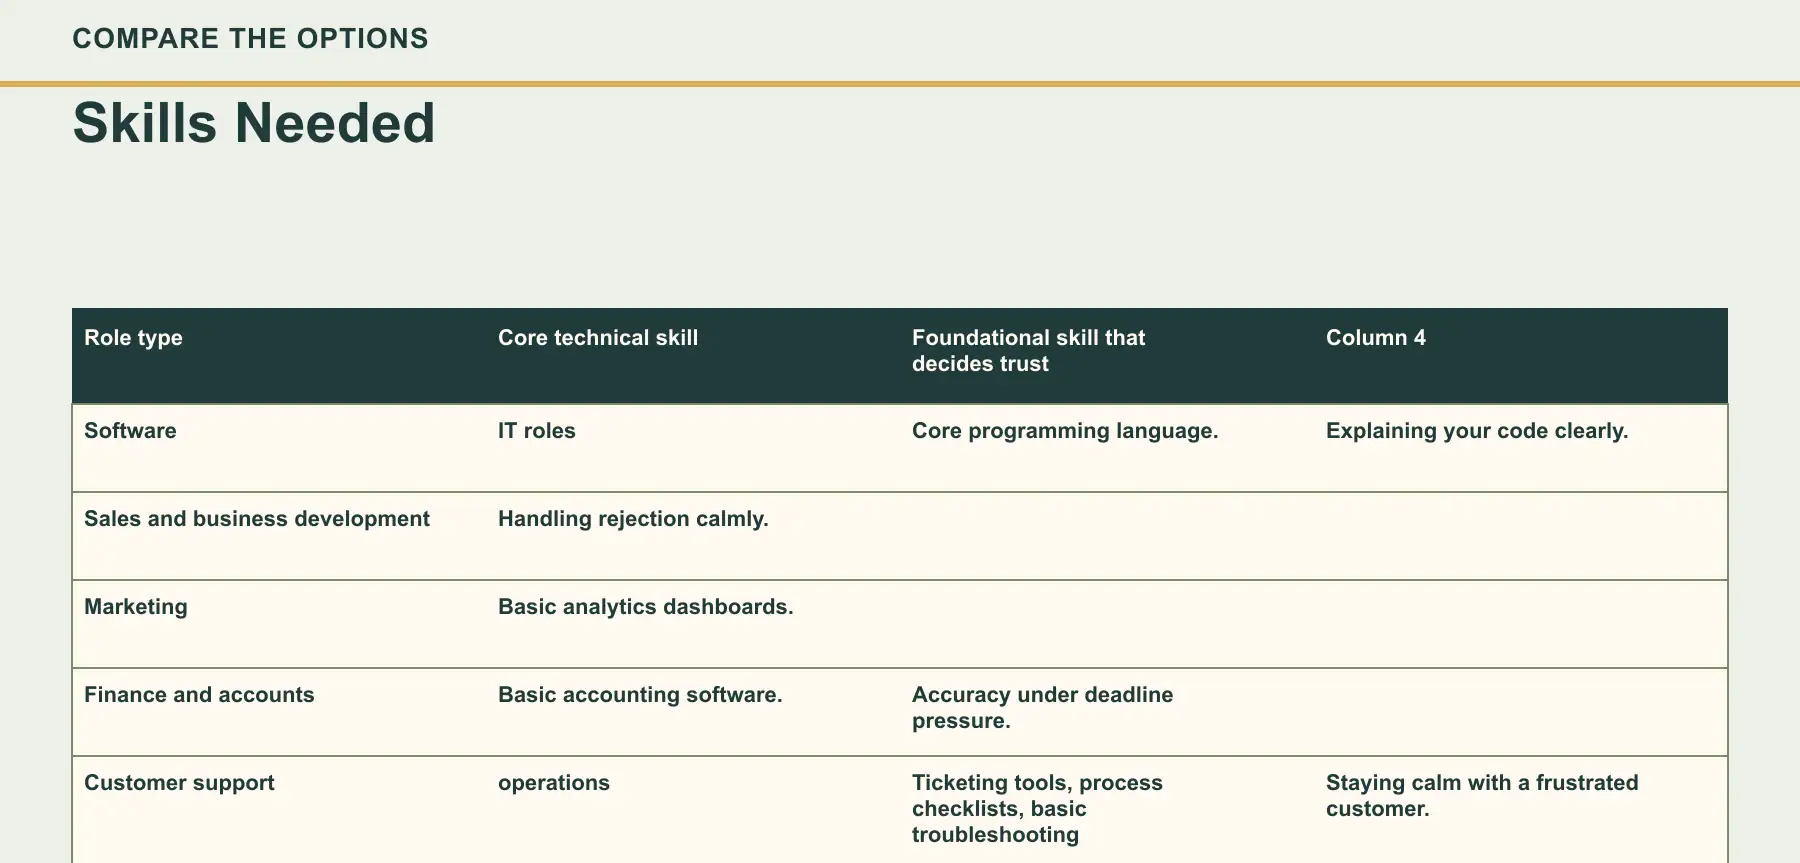 COMPARE THE OPTIONS
Skills Needed
Role type
Core technical skill
Foundational skill that
decides trust
Column 4
Software
IT roles
Core programming language.
Explaining your code clearly.
Sales and business development
Handling rejection calmly.
Marketing
Basic analytics dashboards.
Finance and accounts
Basic accounting software.
Accuracy under deadline
pressure.
Customer support
operations
Ticketing tools, process
checklists, basic
troubleshooting
Staying calm with a frustrated
customer.